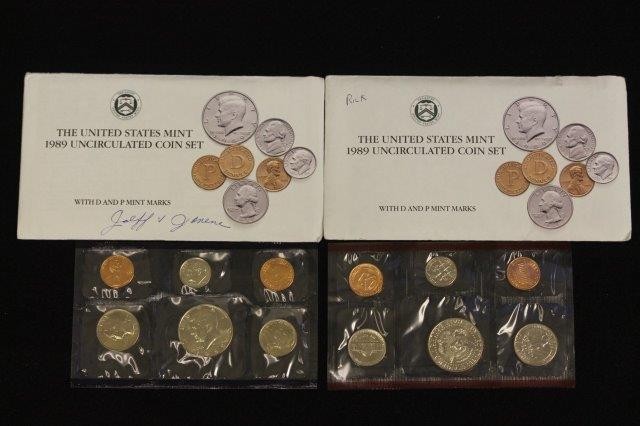 THE UNITED STATES MINT
1989 UNCIRCULATED COIN SET
P D
WITH D AND P MINT MARKS
Jeff & Janene
Rick
THE UNITED STATES MINT
1989 UNCIRCULATED COIN SET
P D
WITH D AND P MINT MARKS